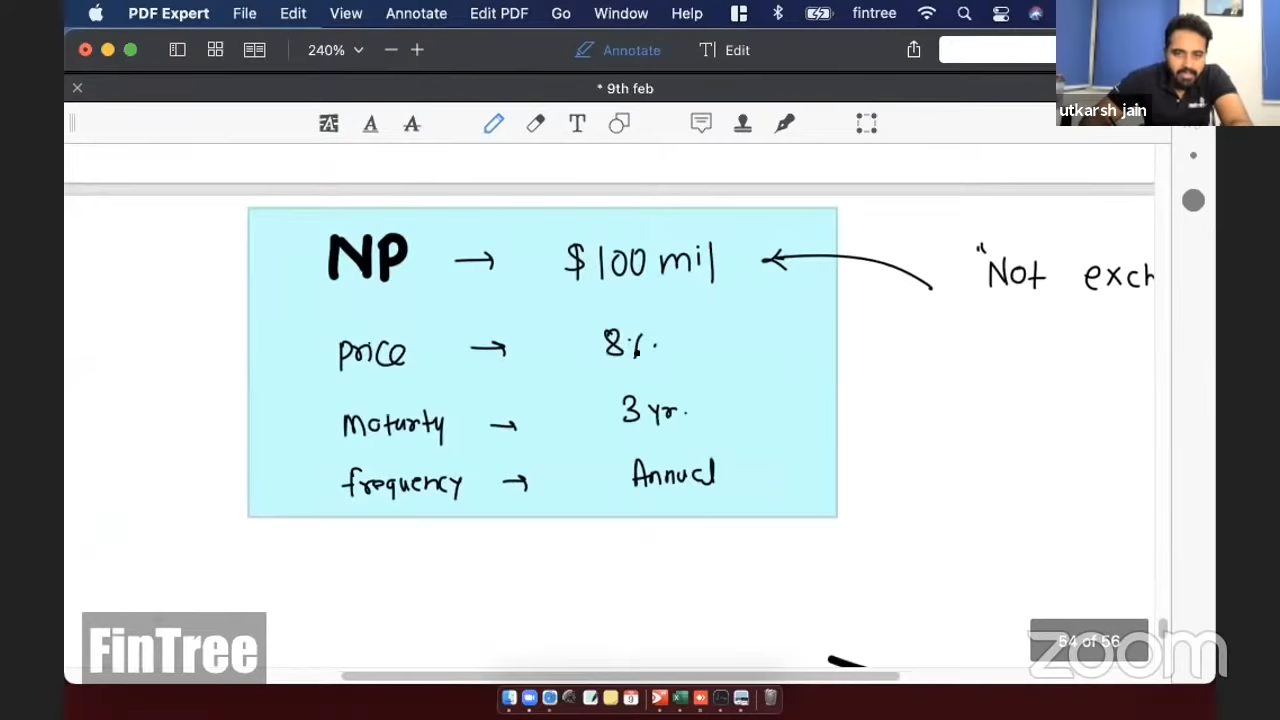 PDF Expert File Edit View Annotate Edit PDF Go Window Help fintree
240% Annotate T| Edit
* 9th feb
utkarsh jain
NP → $100 mil
"Not exch
price → 8%.
maturty → 3 yr.
frequency → Annual
FinTree
54 of 56
zoom